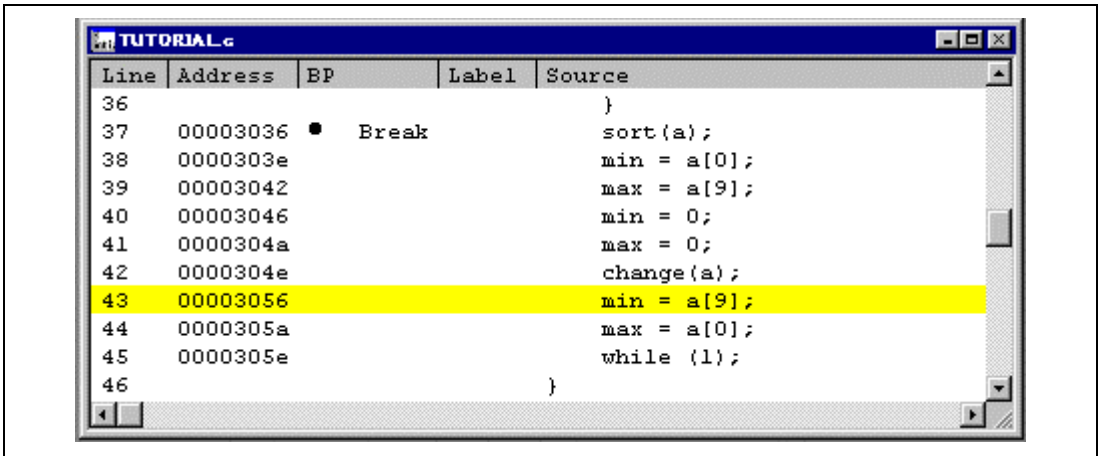 TUTORIAL.c
Line Address BP Label Source
36 }
37 00003036 ● Break sort(a);
38 0000303e min = a[0];
39 00003042 max = a[9];
40 00003046 min = 0;
41 0000304a max = 0;
42 0000304e change(a);
43 00003056 min = a[9];
44 0000305a max = a[0];
45 0000305e while (1);
46 }